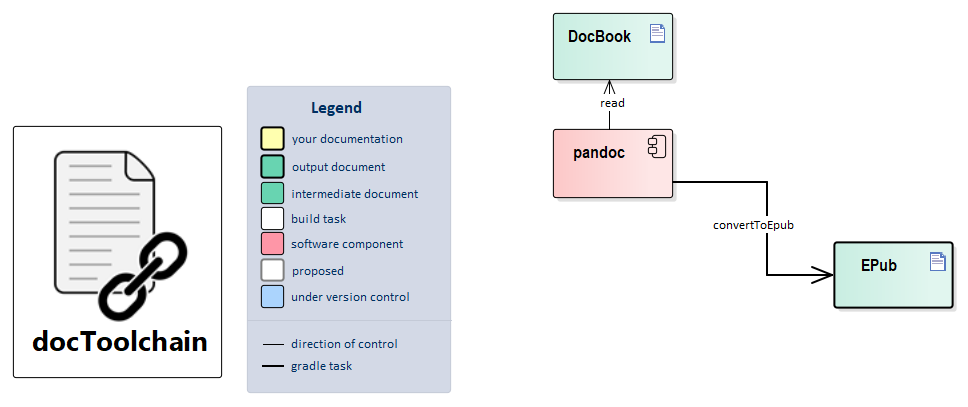 docToolchain
Legend
your documentation
output document
intermediate document
build task
software component
proposed
under version control
direction of control
gradle task
DocBook
read
pandoc
convertToEpub
EPub